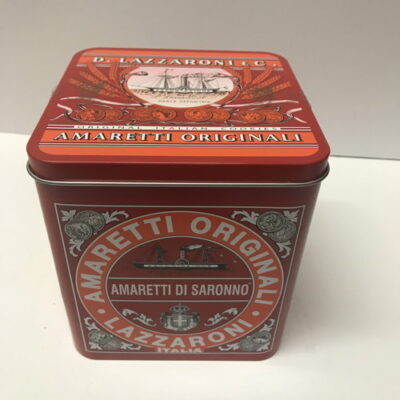 D. LAZZARONI & C.
ORIGINAL ITALIAN COOKIES
AMARETTI ORIGINALI
AMARETTI ORIGINALI
AMARETTI DI SARONNO
LAZZARONI
ITALIA